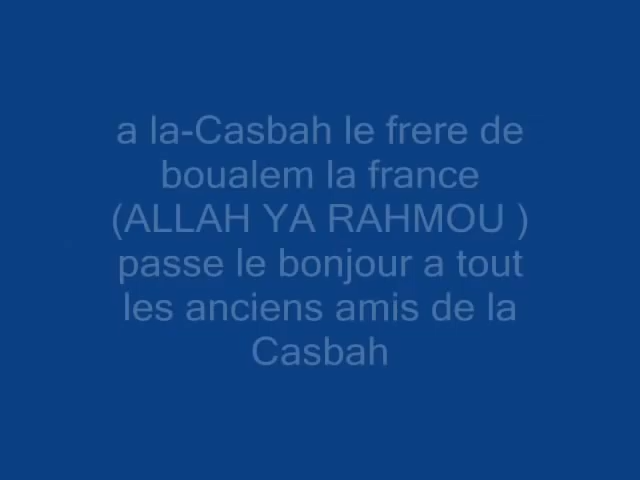 a la-Casbah le frere de
boualem la france
(ALLAH YA RAHMOU )
passe le bonjour a tout
les anciens amis de la
Casbah